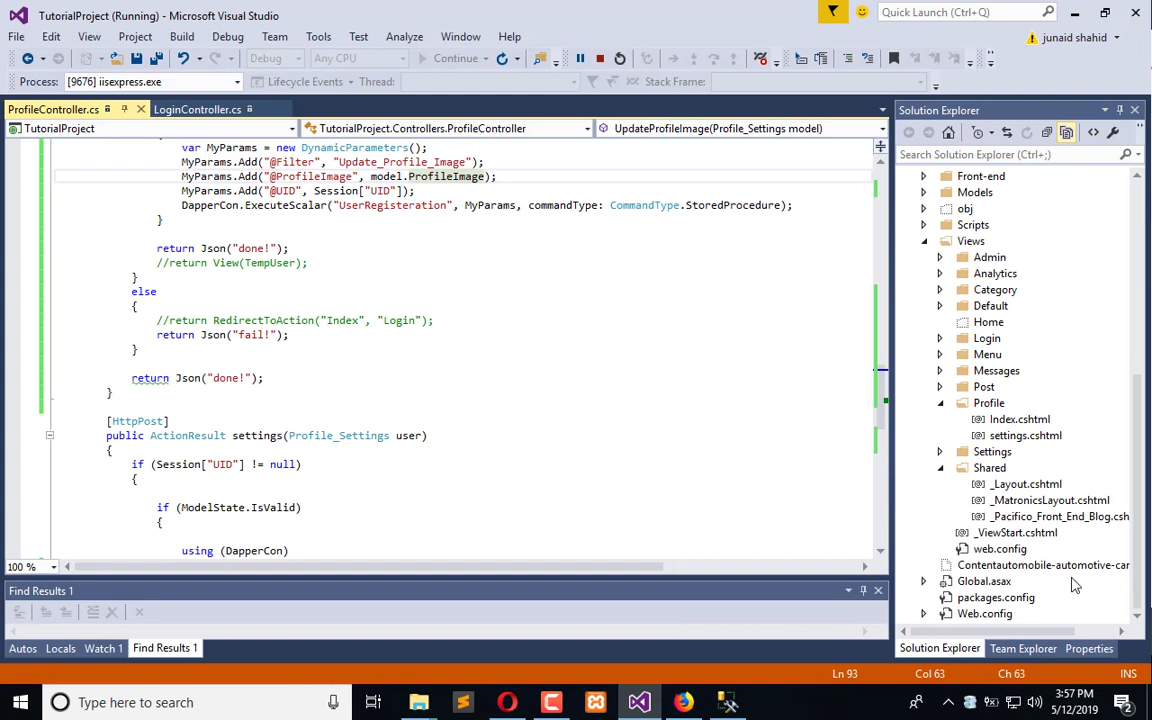 TutorialProject (Running) - Microsoft Visual Studio
Quick Launch (Ctrl+Q)
File Edit View Project Build Debug Team Tools Test Analyze Window Help
junaid shahid
Debug Any CPU Continue
Process: [9676] iisexpress.exe Lifecycle Events Thread: Stack Frame:
ProfileController.cs LoginController.cs
TutorialProject TutorialProject.Controllers.ProfileController UpdateProfileImage(Profile_Settings model)
var MyParams = new DynamicParameters();
MyParams.Add("@Filter", "Update_Profile_Image");
MyParams.Add("@ProfileImage", model.ProfileImage);
MyParams.Add("@UID", Session["UID"]);
DapperCon.ExecuteScalar("UserRegisteration", MyParams, commandType: CommandType.StoredProcedure);
}
return Json("done!");
//return View(TempUser);
}
else
{
//return RedirectToAction("Index", "Login");
return Json("fail!");
}
return Json("done!");
}
[HttpPost]
public ActionResult settings(Profile_Settings user)
{
if (Session["UID"] != null)
{
if (ModelState.IsValid)
{
using (DapperCon)
100 %
Find Results 1
Autos Locals Watch 1 Find Results 1
Solution Explorer
Search Solution Explorer (Ctrl+;)
Front-end
Models
obj
Scripts
Views
Admin
Analytics
Category
Default
Home
Login
Menu
Messages
Post
Profile
Index.cshtml
settings.cshtml
Settings
Shared
_Layout.cshtml
_MatronicsLayout.cshtml
_Pacifico_Front_End_Blog.csh
_ViewStart.cshtml
web.config
Contentautomobile-automotive-car
Global.asax
packages.config
Web.config
Solution Explorer Team Explorer Properties
Ln 93 Col 63 Ch 63 INS
Type here to search
3:57 PM
5/12/2019
2